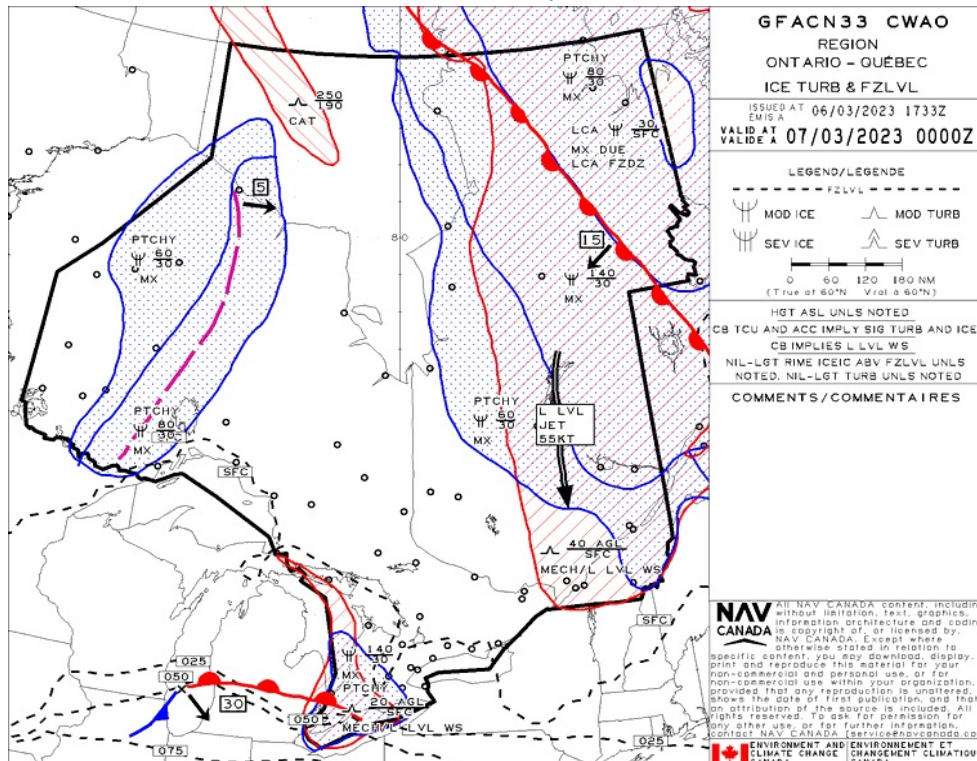 GFACN33 CWAO
REGION
ONTARIO - QUÉBEC
ICE TURB & FZLVL
ISSUED AT
ÉMIS A
06/03/2023 1733Z
VALID AT
VALIDE A
07/03/2023 0000Z
LEGEND/LÉGENDE
FZLVL
MOD ICE
MOD TURB
SEV ICE
SEV TURB
0 60 120 180 NM
(True at 60°N Vrai à 60°N)
HGT ASL UNLS NOTED
CB TCU AND ACC IMPLY SIG TURB AND ICE
CB IMPLIES L LVL WS
NIL-LGT RIME ICEIC ABV FZLVL UNLS
NOTED. NIL-LGT TURB UNLS NOTED
COMMENTS/COMMENTAIRES
NAV
CANADA
All NAV CANADA content, including
without limitation, text, graphics,
information architecture and coding
is copyright of, or licensed by,
NAV CANADA. Except where
otherwise stated in relation to
specific content, you may download, display,
print and reproduce this material for your
non-commercial and personal use, or for
non-commercial use within your organization,
provided that any reproduction is unaltered,
shows the date of first publication, and that
an attribution of the source is included. All
rights reserved. To ask for permission for
any other use, or for further information,
contact NAV CANADA [service@navcanada.ca
ENVIRONMENT AND
CLIMATE CHANGE
CANADA
ENVIRONNEMENT ET
CHANGEMENT CLIMATIQUE
CANADA
250
190
CAT
PTCHY
80
30
MX
LCA
30
SFC
MX DUE
LCA FZDZ
5
PTCHY
60
30
MX
80
15
140
30
MX
PTCHY
80
30
MX
SFC
PTCHY
60
30
MX
L LVL
JET
55KT
40 AGL
SFC
MECH/L LVL WS
SFC
140
30
MX
PTCHY
20 AGL
SFC
MECH/L LVL WS
025
050
30
050
075
025